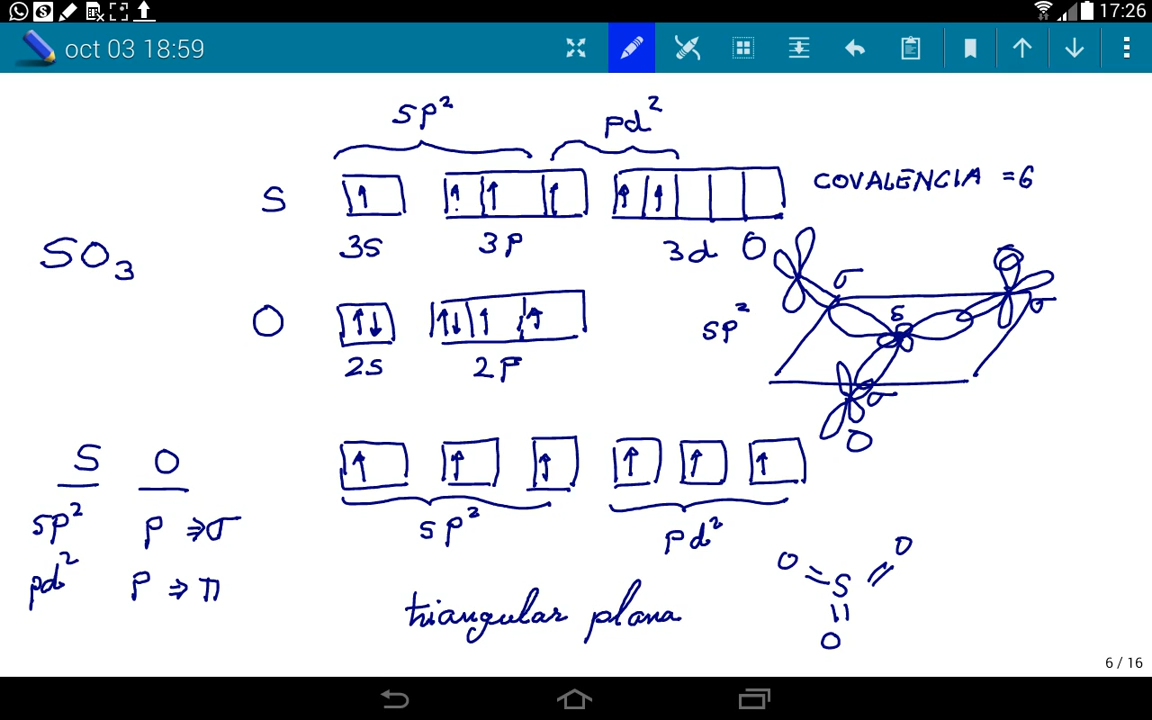 17:26
oct 03 18:59
sp² pd²
S ↑ ↑ ↑ ↑ ↑ ↑ COVALENCIA = 6
3s 3p 3d
SO₃
O ↑↓ ↑↓ ↑ ↑
2s 2p
O σ O σ
sp² S
σ
O
S O
sp² p ⇒ σ
pd² p ⇒ π
↑ ↑ ↑ ↑ ↑ ↑
sp² pd²
triangular plana
O = S = O
||
O
6 / 16